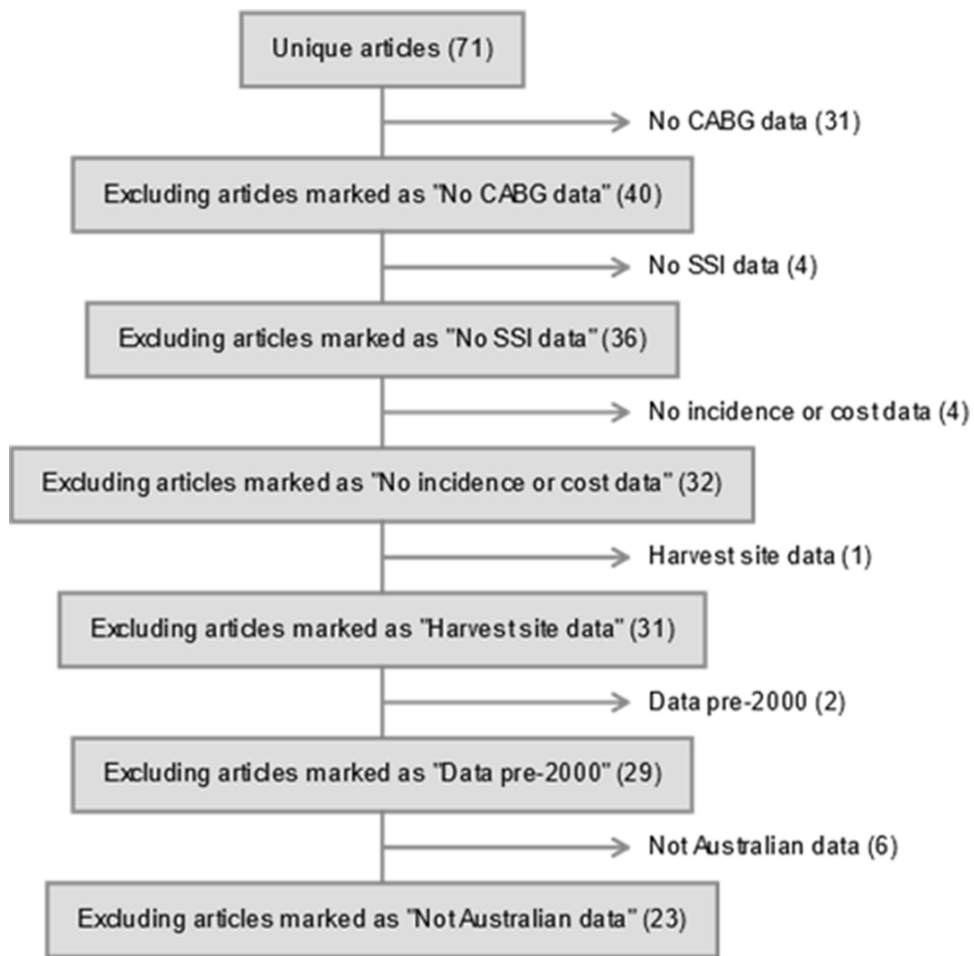 Unique articles (71)
No CABG data (31)
Excluding articles marked as "No CABG data" (40)
No SSI data (4)
Excluding articles marked as "No SSI data" (36)
No incidence or cost data (4)
Excluding articles marked as "No incidence or cost data" (32)
Harvest site data (1)
Excluding articles marked as "Harvest site data" (31)
Data pre-2000 (2)
Excluding articles marked as "Data pre-2000" (29)
Not Australian data (6)
Excluding articles marked as "Not Australian data" (23)